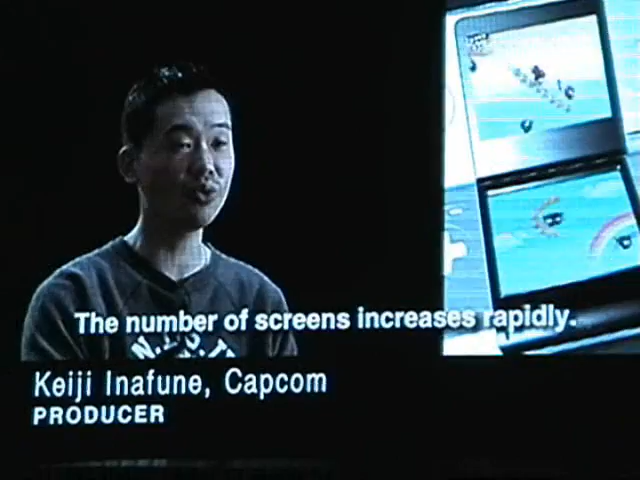 The number of screens increases rapidly.
Keiji Inafune, Capcom
PRODUCER